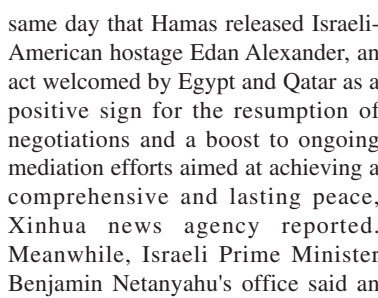 same day that Hamas released Israeli-
American hostage Edan Alexander, an
act welcomed by Egypt and Qatar as a
positive sign for the resumption of
negotiations and a boost to ongoing
mediation efforts aimed at achieving a
comprehensive and lasting peace,
Xinhua news agency reported.
Meanwhile, Israeli Prime Minister
Benjamin Netanyahu's office said an